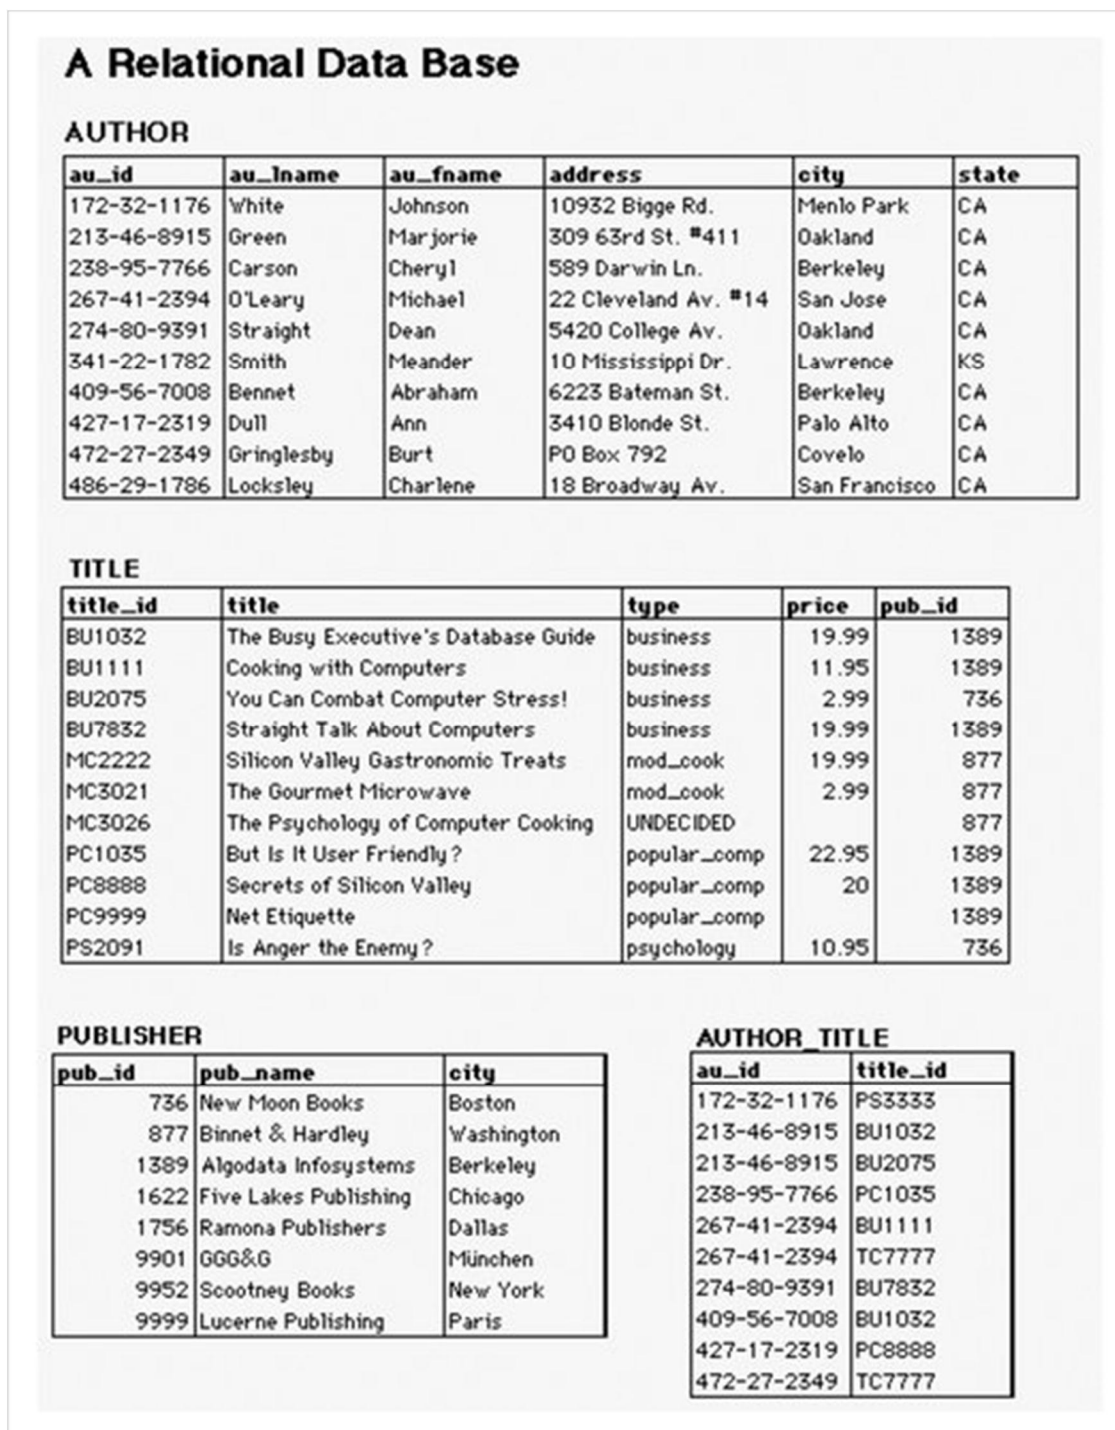 A Relational Data Base
AUTHOR
au_id au_lname au_fname address city state
172-32-1176 White Johnson 10932 Bigge Rd. Menlo Park CA
213-46-8915 Green Marjorie 309 63rd St. #411 Oakland CA
238-95-7766 Carson Cheryl 589 Darwin Ln. Berkeley CA
267-41-2394 O'Leary Michael 22 Cleveland Av. #14 San Jose CA
274-80-9391 Straight Dean 5420 College Av. Oakland CA
341-22-1782 Smith Meander 10 Mississippi Dr. Lawrence KS
409-56-7008 Bennet Abraham 6223 Bateman St. Berkeley CA
427-17-2319 Dull Ann 3410 Blonde St. Palo Alto CA
472-27-2349 Gringlesby Burt PO Box 792 Covelo CA
486-29-1786 Locksley Charlene 18 Broadway Av. San Francisco CA
TITLE
title_id title type price pub_id
BU1032 The Busy Executive's Database Guide business 19.99 1389
BU1111 Cooking with Computers business 11.95 1389
BU2075 You Can Combat Computer Stress! business 2.99 736
BU7832 Straight Talk About Computers business 19.99 1389
MC2222 Silicon Valley Gastronomic Treats mod_cook 19.99 877
MC3021 The Gourmet Microwave mod_cook 2.99 877
MC3026 The Psychology of Computer Cooking UNDECIDED 877
PC1035 But Is It User Friendly? popular_comp 22.95 1389
PC8888 Secrets of Silicon Valley popular_comp 20 1389
PC9999 Net Etiquette popular_comp 1389
PS2091 Is Anger the Enemy? psychology 10.95 736
PUBLISHER
pub_id pub_name city
736 New Moon Books Boston
877 Binnet & Hardley Washington
1389 Algodata Infosystems Berkeley
1622 Five Lakes Publishing Chicago
1756 Ramona Publishers Dallas
9901 GGG&G München
9952 Scootney Books New York
9999 Lucerne Publishing Paris
AUTHOR_TITLE
au_id title_id
172-32-1176 PS3333
213-46-8915 BU1032
213-46-8915 BU2075
238-95-7766 PC1035
267-41-2394 BU1111
267-41-2394 TC7777
274-80-9391 BU7832
409-56-7008 BU1032
427-17-2319 PC8888
472-27-2349 TC7777